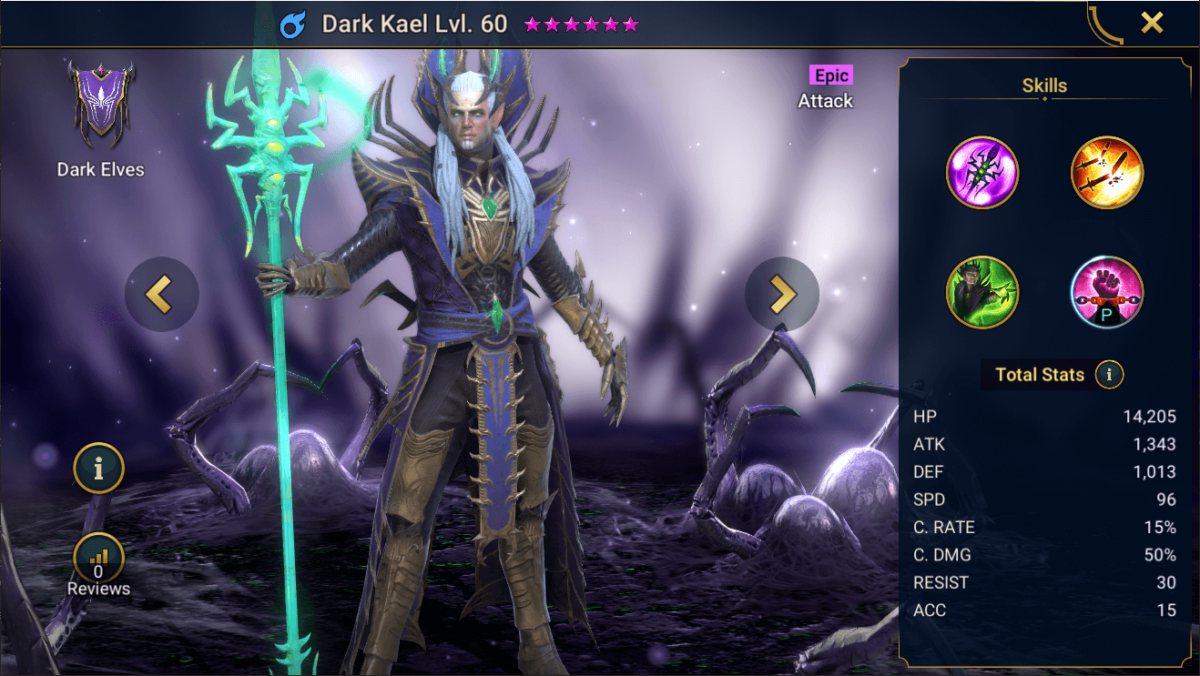 Dark Kael Lvl. 60
Dark Elves
Epic
Attack
0
Reviews
Skills
P
Total Stats
HP 14,205
ATK 1,343
DEF 1,013
SPD 96
C. RATE 15%
C. DMG 50%
RESIST 30
ACC 15